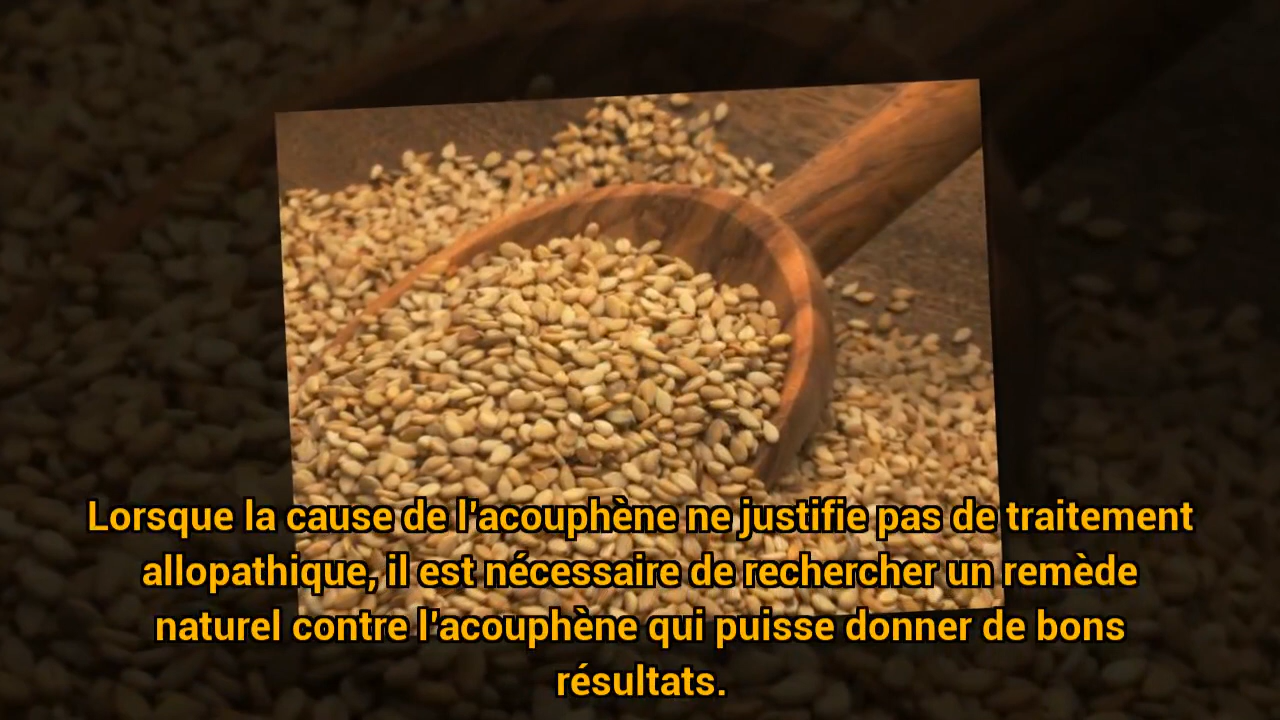 Lorsque la cause de l'acouphène ne justifie pas de traitement
allopathique, il est nécessaire de rechercher un remède
naturel contre l'acouphène qui puisse donner de bons
résultats.